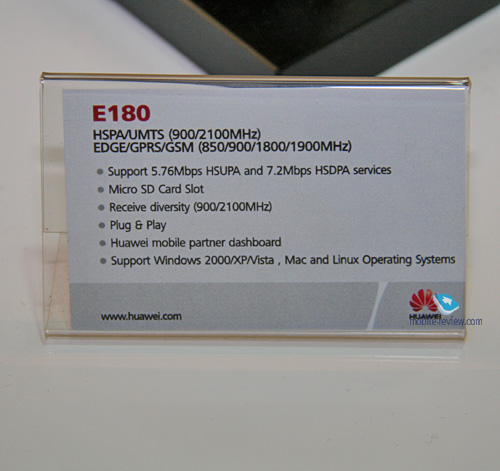 E180
HSPA/UMTS (900/2100MHz)
EDGE/GPRS/GSM (850/900/1800/1900MHz)
• Support 5.76Mbps HSUPA and 7.2Mbps HSDPA services
• Micro SD Card Slot
• Receive diversity (900/2100MHz)
• Plug & Play
• Huawei mobile partner dashboard
• Support Windows 2000/XP/Vista , Mac and Linux Operating Systems
www.huawei.com
HUAWEI
mobile-review.com